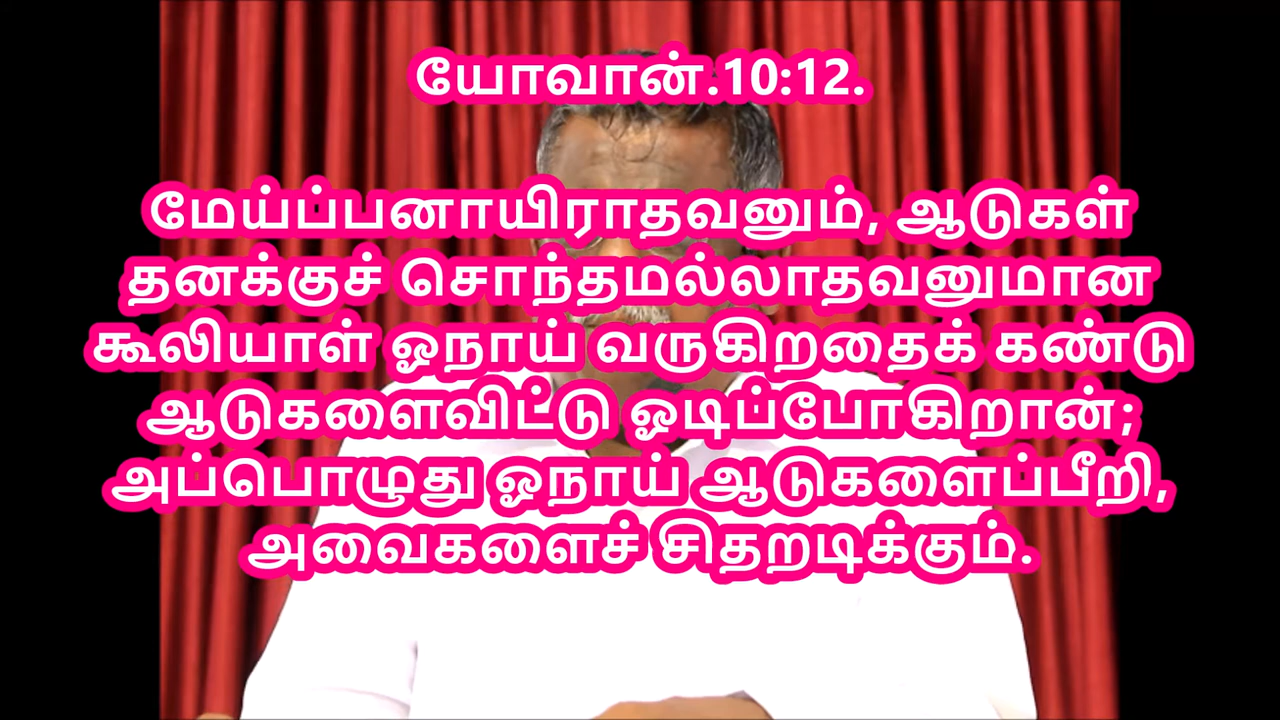 யோவான்.10:12.
மேய்ப்பனாயிராதவனும், ஆடுகள்
தனக்குச் சொந்தமல்லாதவனுமான
கூலியாள் ஓநாய் வருகிறதைக் கண்டு
ஆடுகளைவிட்டு ஓடிப்போகிறான்;
அப்பொழுது ஓநாய் ஆடுகளைப்பீறி,
அவைகளைச் சிதறடிக்கும்.